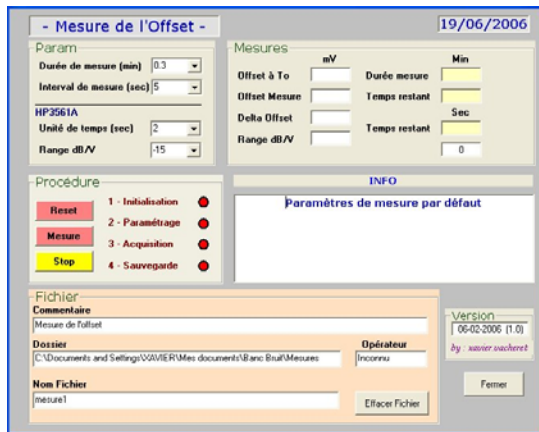 - Mesure de l'Offset -
19/06/2006
Param
Durée de mesure (min) 0.3
Interval de mesure (sec) 5
HP3561A
Unité de temps (sec) 2
Range dB/V -15
Mesures
mV
Min
Offset à To
Durée mesure
Offset Mesure
Temps restant
Delta Offset
Sec
Temps restant
Range dB/V
0
Procédure
Reset
Mesure
Stop
1 - Initialisation
2 - Paramétrage
3 - Acquisition
4 - Sauvegarde
INFO
Paramètres de mesure par défaut
Fichier
Commentaire
Mesure de l'offset
Dossier
Opérateur
C:\Documents and Settings\XAVIER\Mes documents\Banc Bruit\Mesures
Inconnu
Nom Fichier
mesure1
Effacer Fichier
Version
06-02-2006 (1.0)
by : xavier vacheret
Fermer